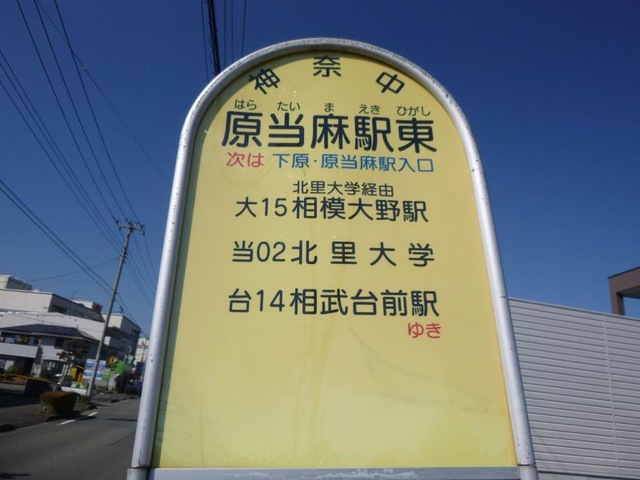 神奈中
はら たい ま えき ひがし
原当麻駅東
次は 下原・原当麻駅入口
北里大学経由
大15相模大野駅
当02北里大学
台14相武台前駅
ゆき